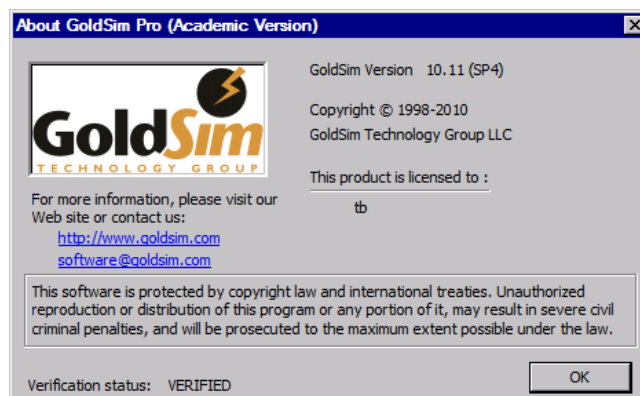 About GoldSim Pro (Academic Version)
GoldSim
TECHNOLOGY GROUP
GoldSim Version 10.11 (SP4)
Copyright © 1998-2010
GoldSim Technology Group LLC
This product is licensed to :
tb
For more information, please visit our
Web site or contact us:
http://www.goldsim.com
software@goldsim.com
This software is protected by copyright law and international treaties. Unauthorized
reproduction or distribution of this program or any portion of it, may result in severe civil
criminal penalties, and will be prosecuted to the maximum extent possible under the law.
Verification status: VERIFIED
OK